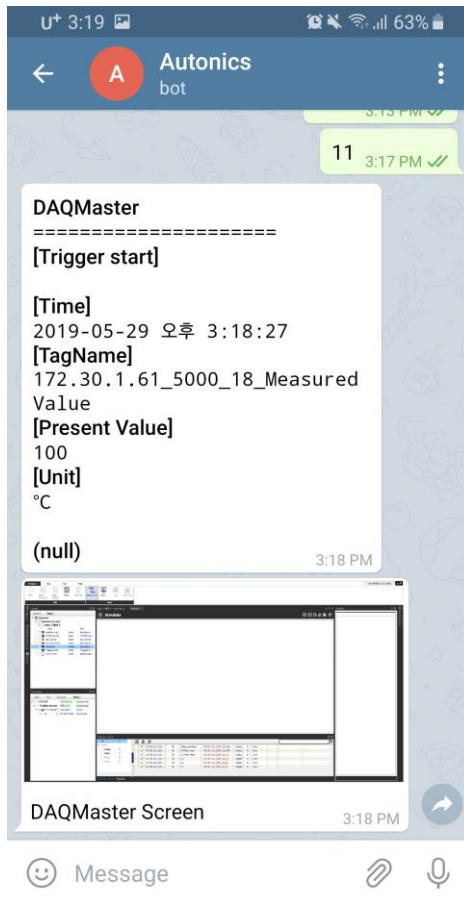 U+ 3:19 63%
A
Autonics
bot
3:13 PM
11 3:17 PM
DAQMaster
=====================
[Trigger start]
[Time]
2019-05-29 오후 3:18:27
[TagName]
172.30.1.61_5000_18_Measured
Value
[Present Value]
100
[Unit]
℃
(null)
3:18 PM
DAQMaster Screen 3:18 PM
Message